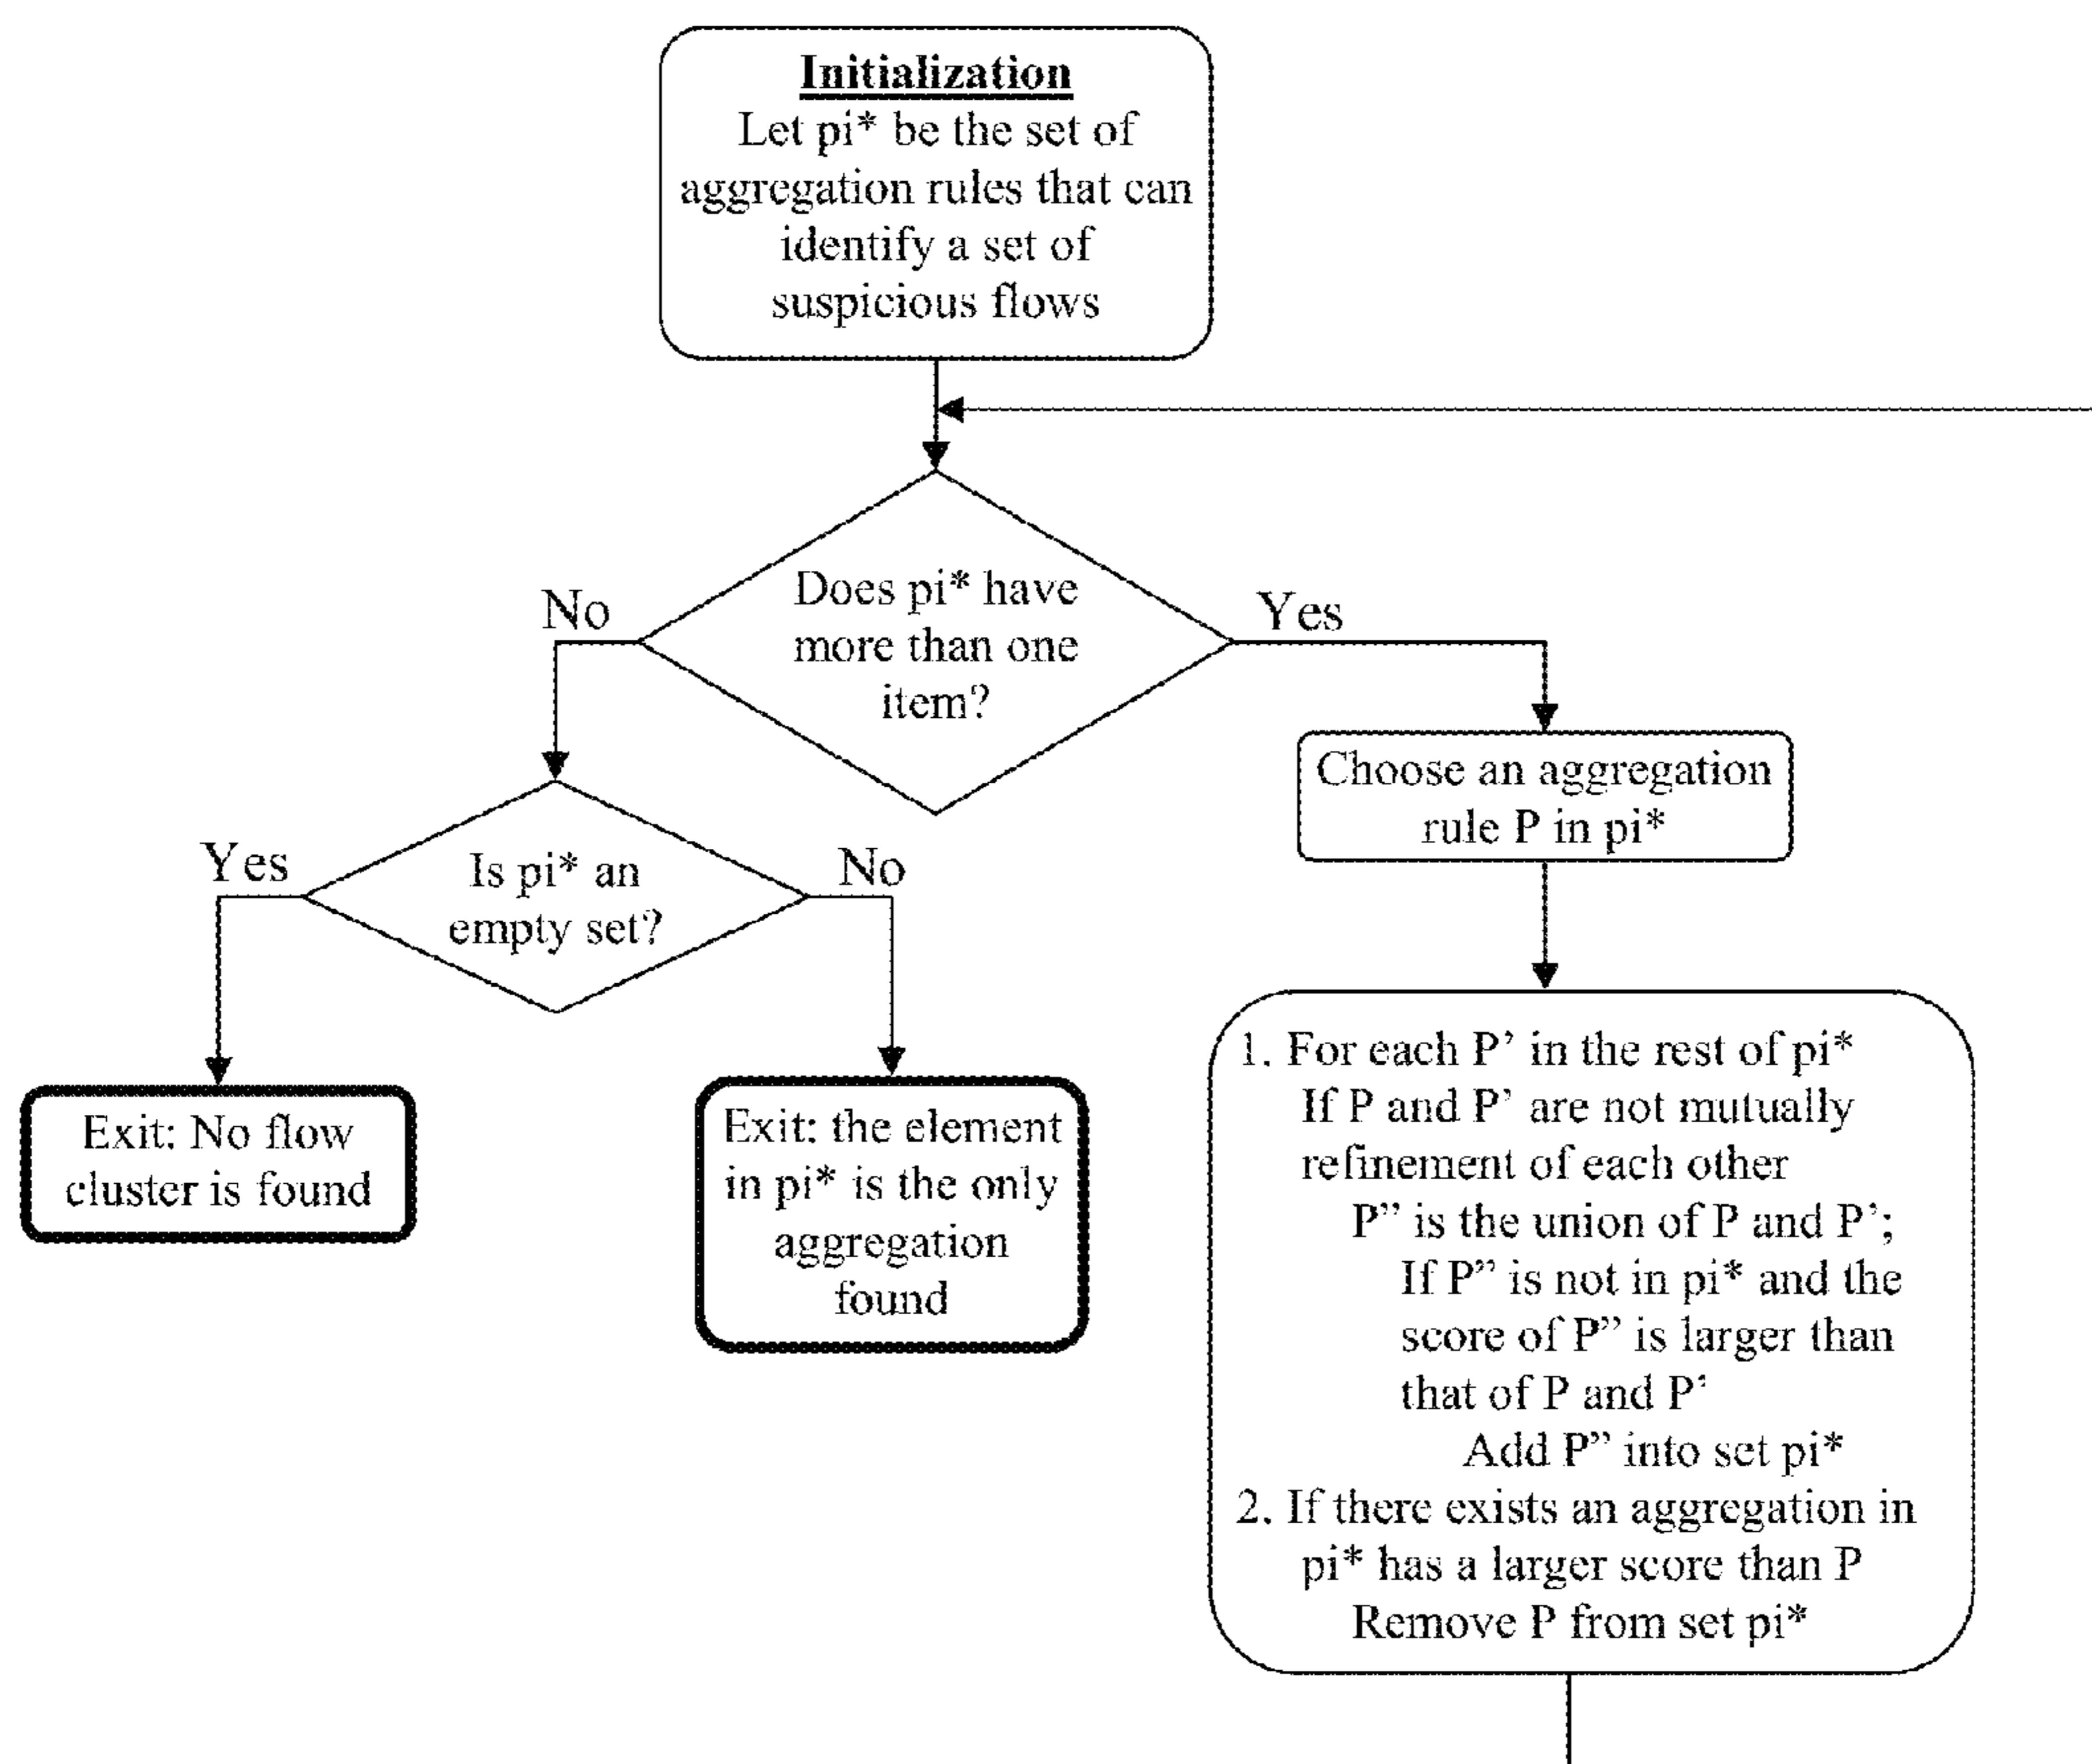 Initialization
Let pi* be the set of
aggregation rules that can
identify a set of
suspicious flows
Does pi* have
more than one
item?
No
Yes
Choose an aggregation
rule P in pi*
Is pi* an
empty set?
Yes
No
Exit: No flow
cluster is found
Exit: the element
in pi* is the only
aggregation
found
1. For each P’ in the rest of pi*
If P and P’ are not mutually
refinement of each other
P” is the union of P and P’;
If P” is not in pi* and the
score of P” is larger than
that of P and P’
Add P” into set pi*
2. If there exists an aggregation in
pi* has a larger score than P
Remove P from set pi*